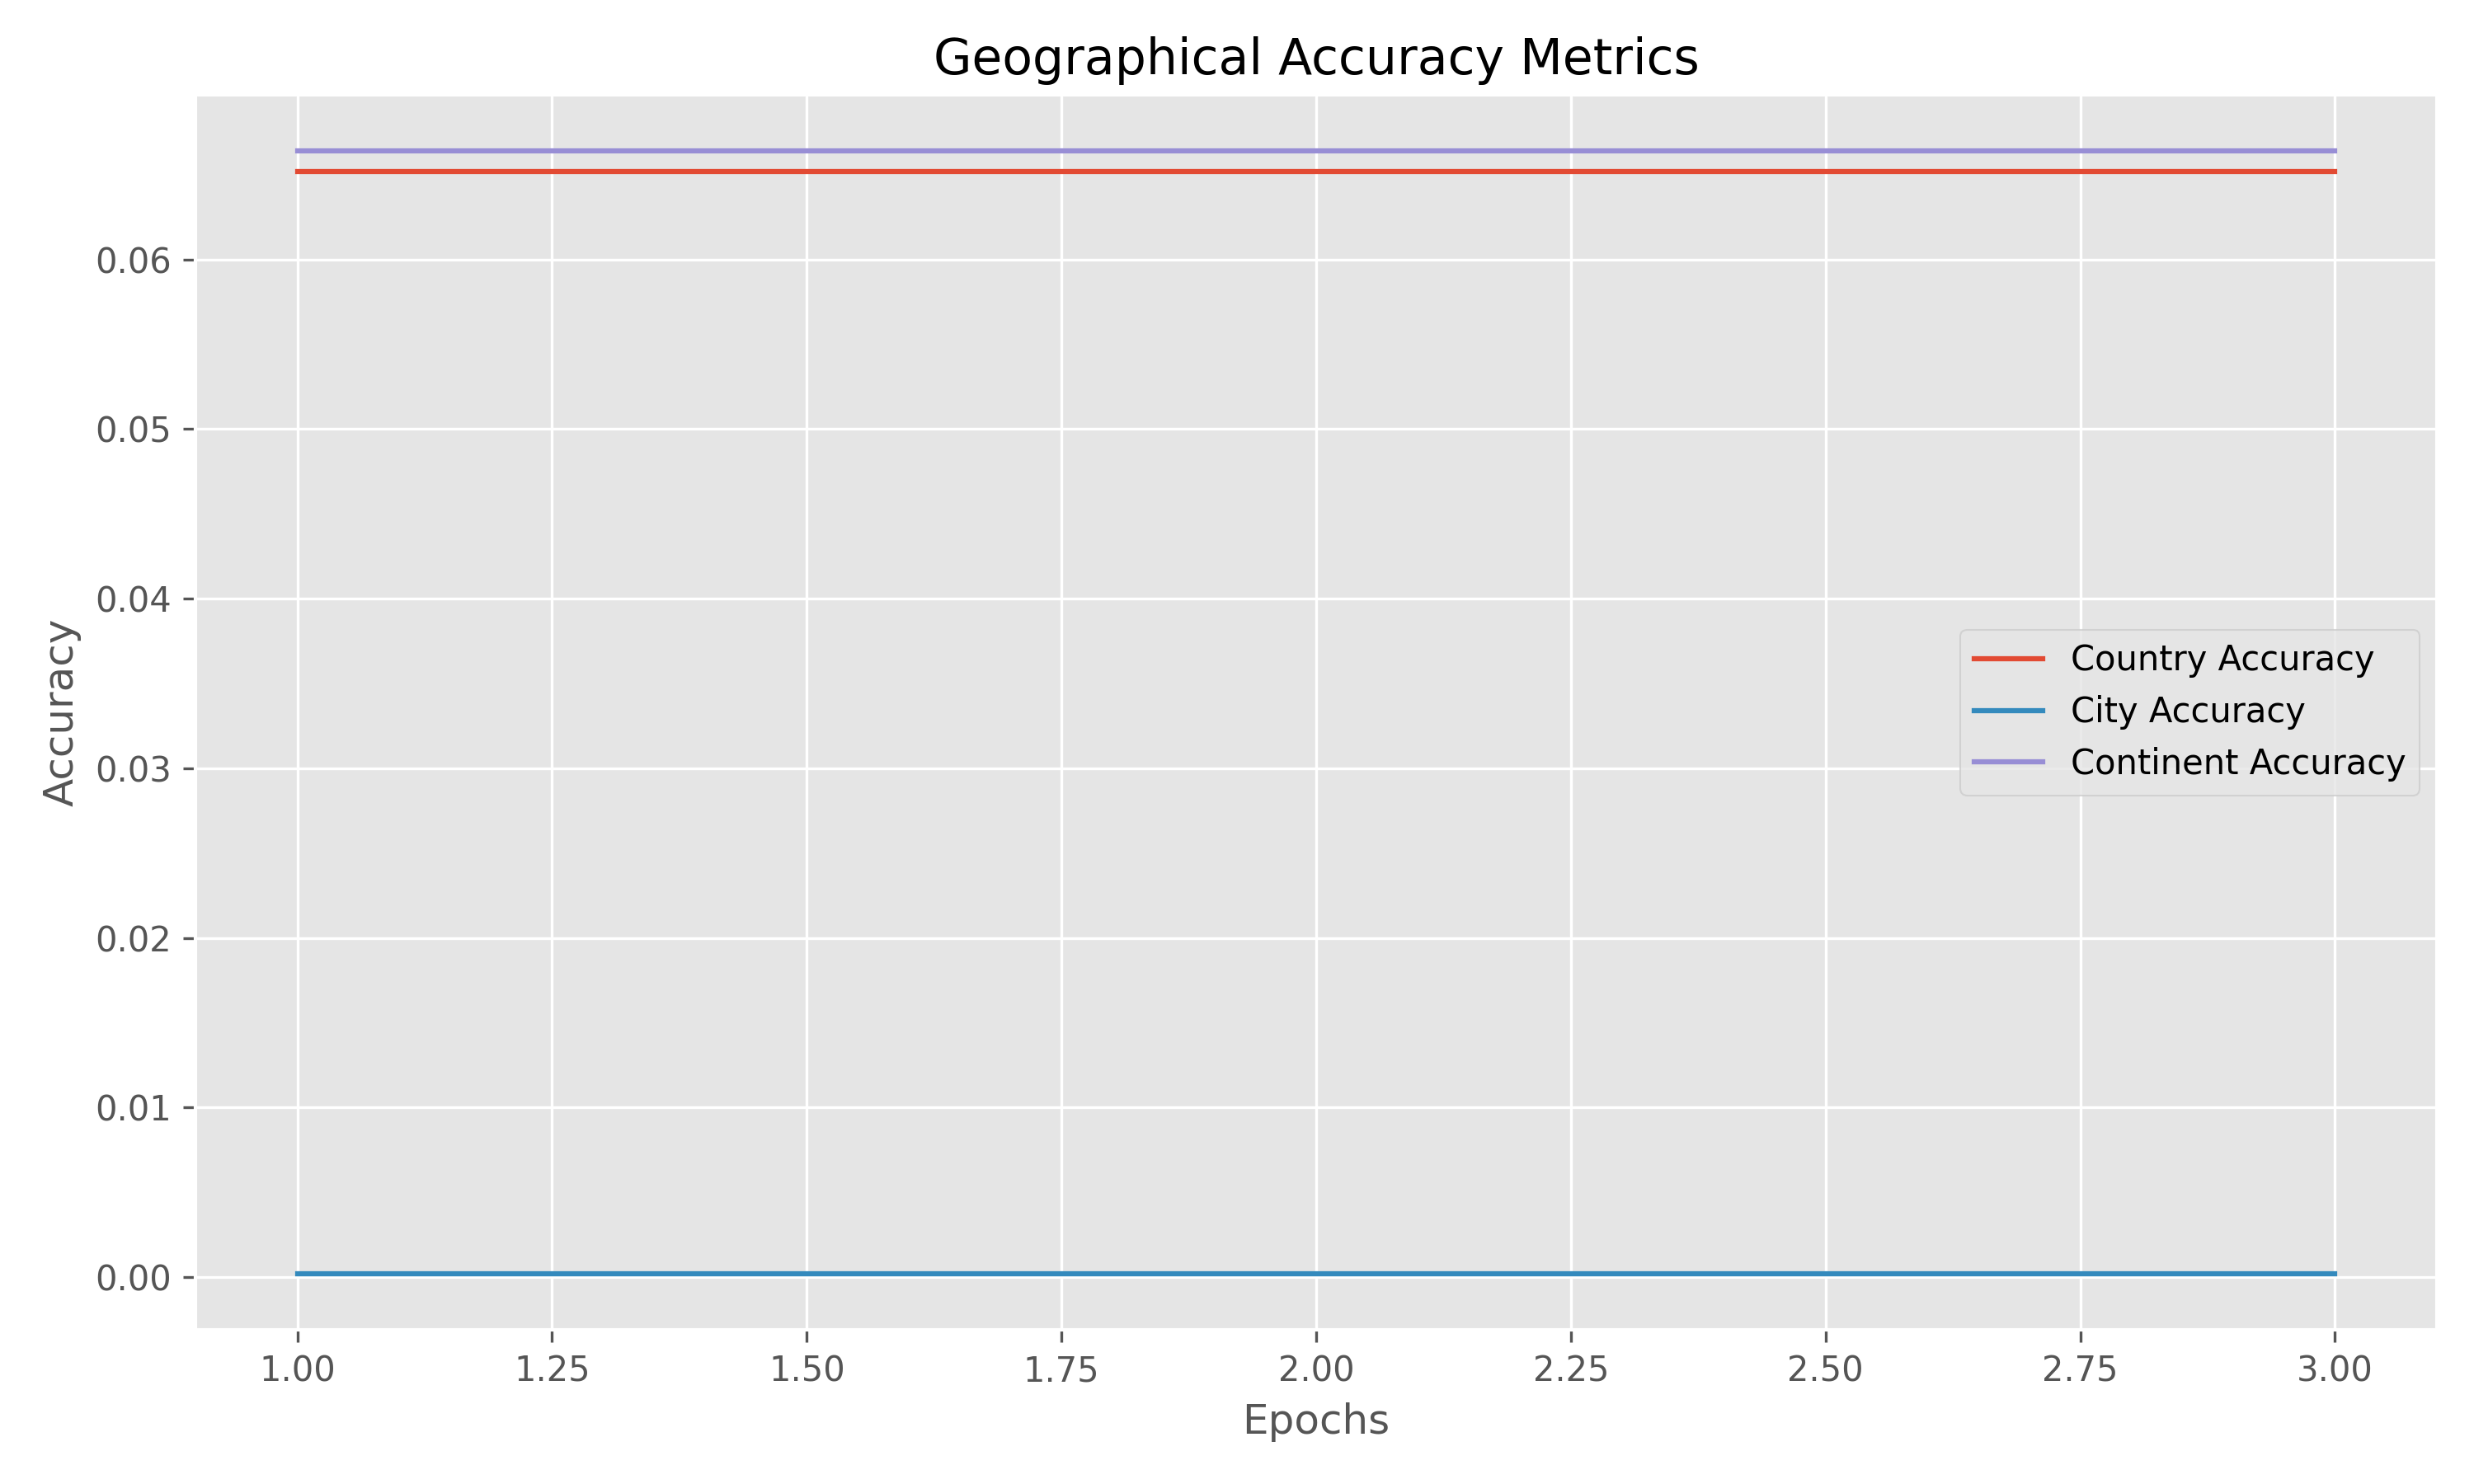 Geographical Accuracy Metrics
Accuracy
0.06
0.05
0.04
0.03
0.02
0.01
0.00
Country Accuracy
City Accuracy
Continent Accuracy
1.00 1.25 1.50 1.75 2.00 2.25 2.50 2.75 3.00
Epochs